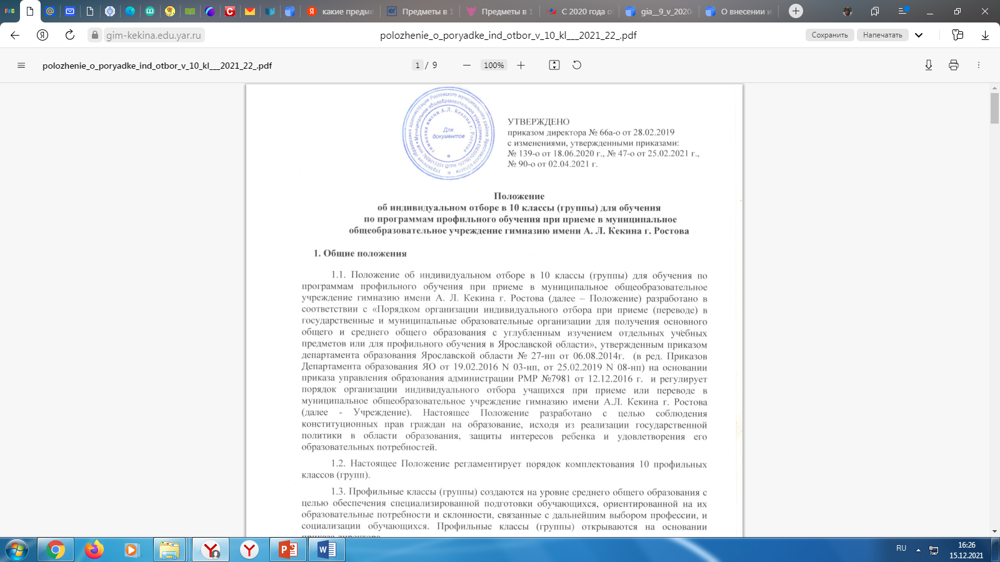 какие предме
Предметы в 1
Предметы в 1
С 2020 года о
gia__9_v_2020
О внесении и
gim-kekina.edu.yar.ru
polozhenie_o_poryadke_ind_otbor_v_10_kl___2021_22_.pdf
Сохранить
Напечатать
polozhenie_o_poryadke_ind_otbor_v_10_kl___2021_22_.pdf
1 / 9
100%
Для
документов
УТВЕРЖДЕНО
приказом директора № 66а-о от 28.02.2019
с изменениями, утвержденными приказами:
№ 139-о от 18.06.2020 г., № 47-о от 25.02.2021 г.,
№ 90-о от 02.04.2021 г.
Положение
об индивидуальном отборе в 10 классы (группы) для обучения
по программам профильного обучения при приеме в муниципальное
общеобразовательное учреждение гимназию имени А. Л. Кекина г. Ростова
1. Общие положения
1.1. Положение об индивидуальном отборе в 10 классы (группы) для обучения по
программам профильного обучения при приеме в муниципальное общеобразовательное
учреждение гимназию имени А. Л. Кекина г. Ростова (далее – Положение) разработано в
соответствии с «Порядком организации индивидуального отбора при приеме (переводе) в
государственные и муниципальные образовательные организации для получения основного
общего и среднего общего образования с углубленным изучением отдельных учебных
предметов или для профильного обучения в Ярославской области», утвержденным приказом
департамента образования Ярославской области № 27-нп от 06.08.2014г. (в ред. Приказов
Департамента образования ЯО от 19.02.2016 N 03-нп, от 25.02.2019 N 08-нп) на основании
приказа управления образования администрации РМР №7981 от 12.12.2016 г. и регулирует
порядок организации индивидуального отбора учащихся при приеме или переводе в
муниципальное общеобразовательное учреждение гимназию имени А.Л. Кекина г. Ростова
(далее - Учреждение). Настоящее Положение разработано с целью соблюдения
конституционных прав граждан на образование, исходя из реализации государственной
политики в области образования, защиты интересов ребенка и удовлетворения его
образовательных потребностей.
1.2. Настоящее Положение регламентирует порядок комплектования 10 профильных
классов (групп).
1.3. Профильные классы (группы) создаются на уровне среднего общего образования с
целью обеспечения специализированной подготовки обучающихся, ориентированной на их
образовательные потребности и склонности, связанные с дальнейшим выбором профессии, и
социализации обучающихся. Профильные классы (группы) открываются на основании
приказа директора
RU
16:26
15.12.2021